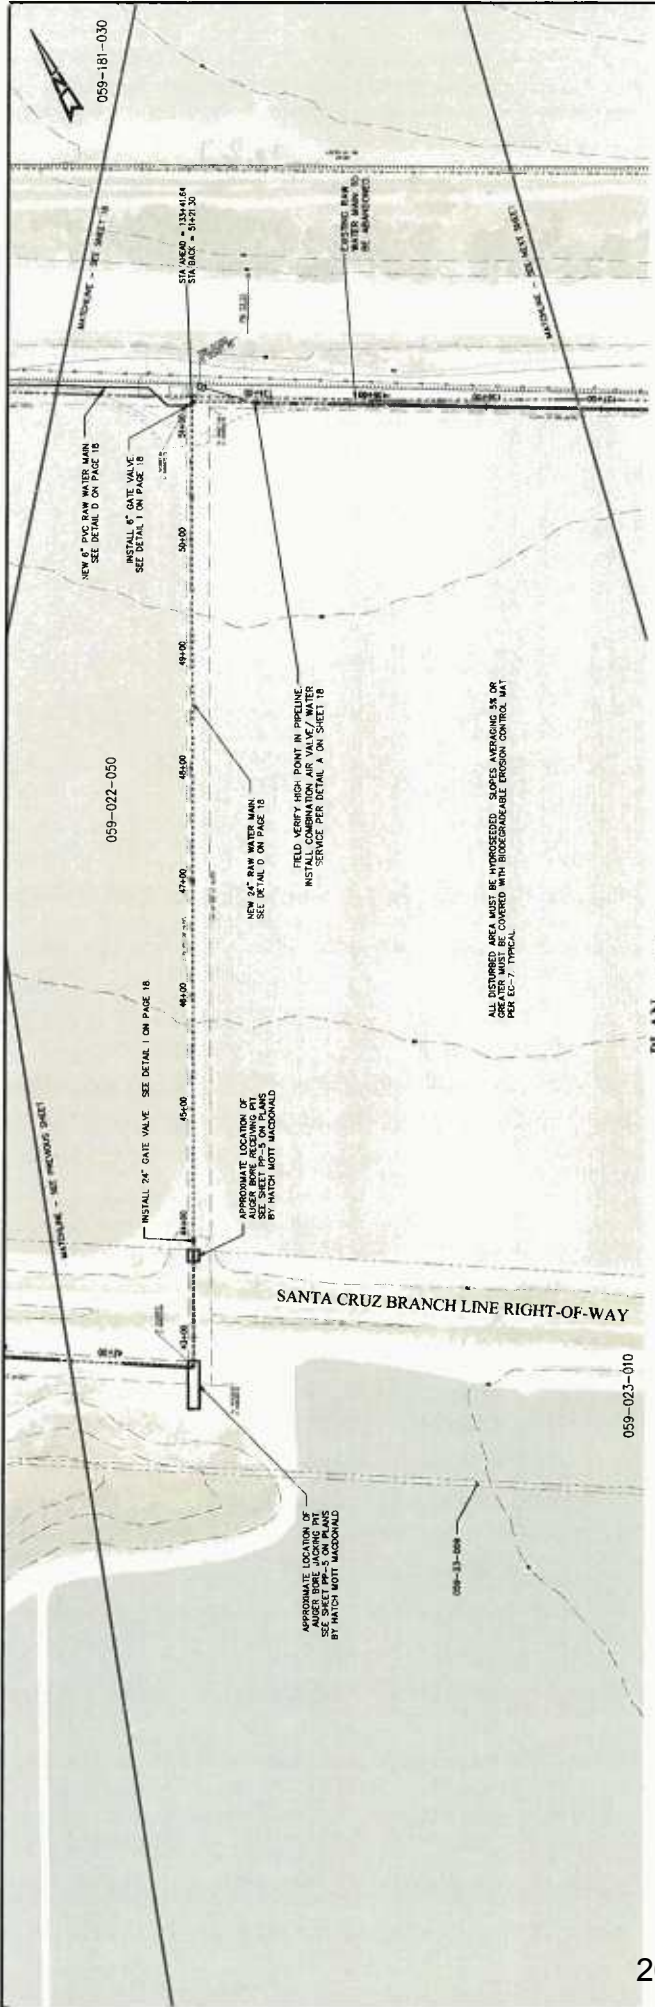 059-181-030
MATCHLINE - SEE SHEET 18
STA AHEAD = 133+41.64
STA BACK = 51+21.30
EXISTING RAW
WATER MAIN TO
BE ABANDONED
MATCHLINE - SEE NEXT SHEET
NEW 6" PVC RAW WATER MAIN
SEE DETAIL D ON PAGE 18
INSTALL 6" GATE VALVE
SEE DETAIL I ON PAGE 18
51+00
50+00
49+00
48+00
47+00
46+00
45+00
44+00
43+00
42+00
059-022-050
NEW 24" RAW WATER MAIN.
SEE DETAIL D ON PAGE 18
FIELD VERIFY HIGH POINT IN PIPELINE.
INSTALL COMBINATION AIR VALVE/ WATER
SERVICE PER DETAIL A ON SHEET 18
ALL DISTURBED AREA MUST BE HYDROSEEDED. SLOPES AVERAGING 5% OR
GREATER MUST BE COVERED WITH BIODEGRADEABLE EROSION CONTROL MAT
PER EC-7. TYPICAL.
PLAN
MATCHLINE - SEE PREVIOUS SHEET
INSTALL 24" GATE VALVE SEE DETAIL I ON PAGE 18
APPROXIMATE LOCATION OF
AUGER BORE RECEIVING PIT
SEE SHEET PP-5 ON PLANS
BY HATCH MOTT MACDONALD
SANTA CRUZ BRANCH LINE RIGHT-OF-WAY
059-023-010
APPROXIMATE LOCATION OF
AUGER BORE JACKING PIT
SEE SHEET PP-5 ON PLANS
BY HATCH MOTT MACDONALD